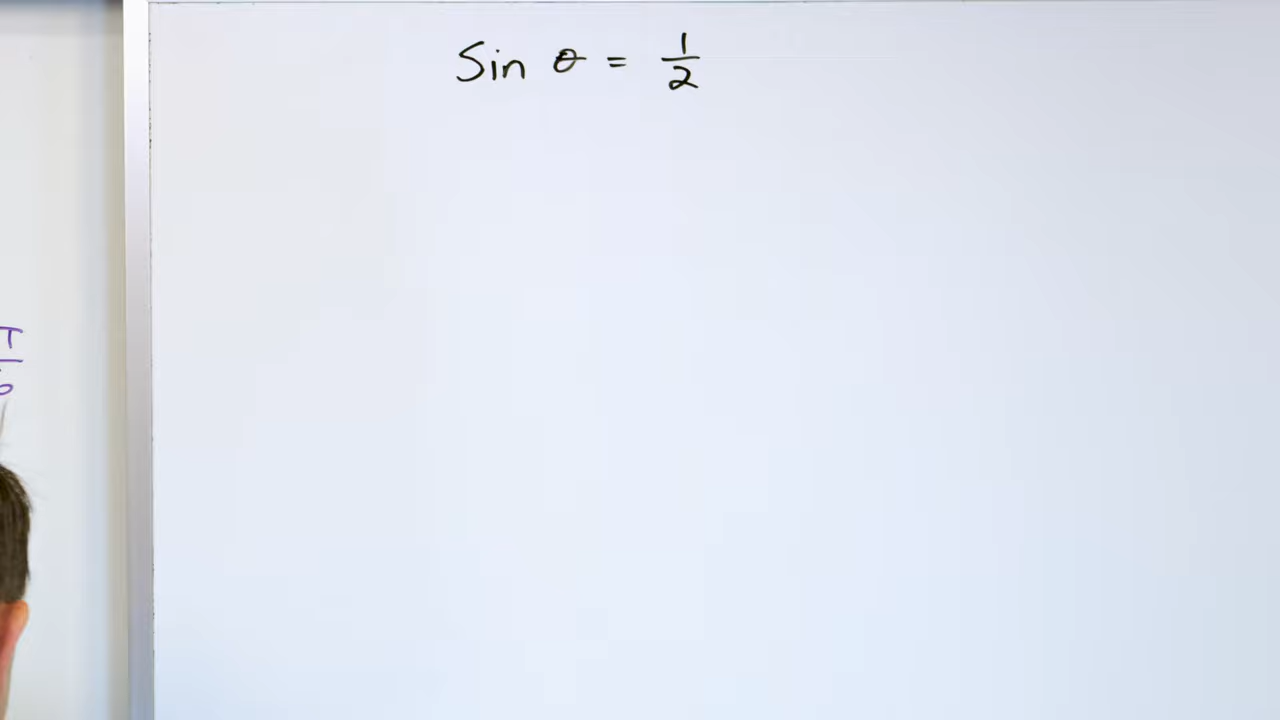 Sin θ = 1/2